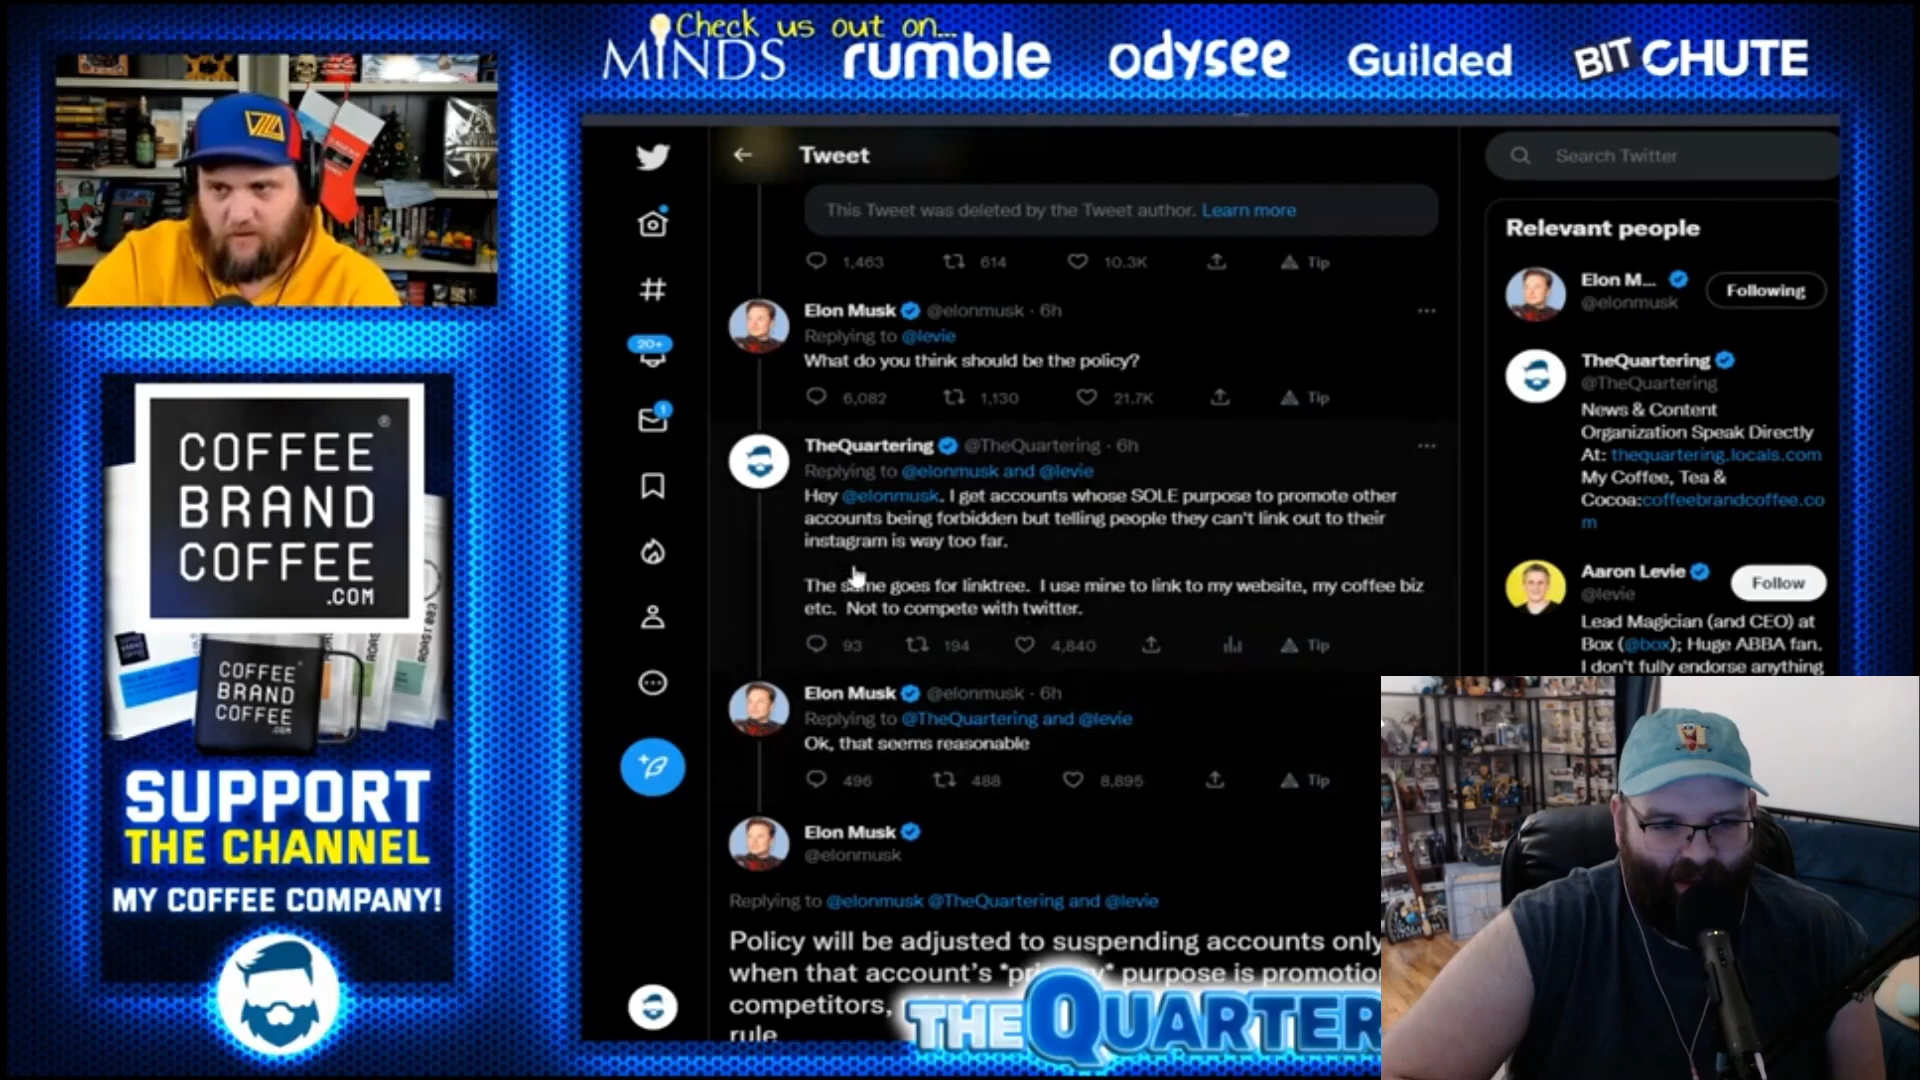 Check us out on...
MINDS
rumble
odysee
Guilded
BIT CHUTE
COFFEE
BRAND
COFFEE
.COM
®
COFFEE
BRAND
COFFEE
.COM
SUPPORT
THE CHANNEL
MY COFFEE COMPANY!
Tweet
This Tweet was deleted by the Tweet author. Learn more
1,463 614 10.3K Tip
Elon Musk @elonmusk · 6h
Replying to @levie
What do you think should be the policy?
6,082 1,130 21.7K Tip
TheQuartering @TheQuartering · 6h
Replying to @elonmusk and @levie
Hey @elonmusk. I get accounts whose SOLE purpose to promote other
accounts being forbidden but telling people they can't link out to their
instagram is way too far.
The same goes for linktree. I use mine to link to my website, my coffee biz
etc. Not to compete with twitter.
93 194 4,840 Tip
Elon Musk @elonmusk · 6h
Replying to @TheQuartering and @levie
Ok, that seems reasonable
496 488 8,895 Tip
Elon Musk
@elonmusk
Replying to @elonmusk @TheQuartering and @levie
Policy will be adjusted to suspending accounts only
when that account's purpose is promotio
competitors,
rule
THE QUARTER
20+
1
Search Twitter
Relevant people
Elon M...
@elonmusk
Following
TheQuartering
@TheQuartering
News & Content
Organization Speak Directly
At: thequartering.locals.com
My Coffee, Tea &
Cocoa:coffeebrandcoffee.co
m
Aaron Levie
@levie
Follow
Lead Magician (and CEO) at
Box (@box); Huge ABBA fan.
I don't fully endorse anything